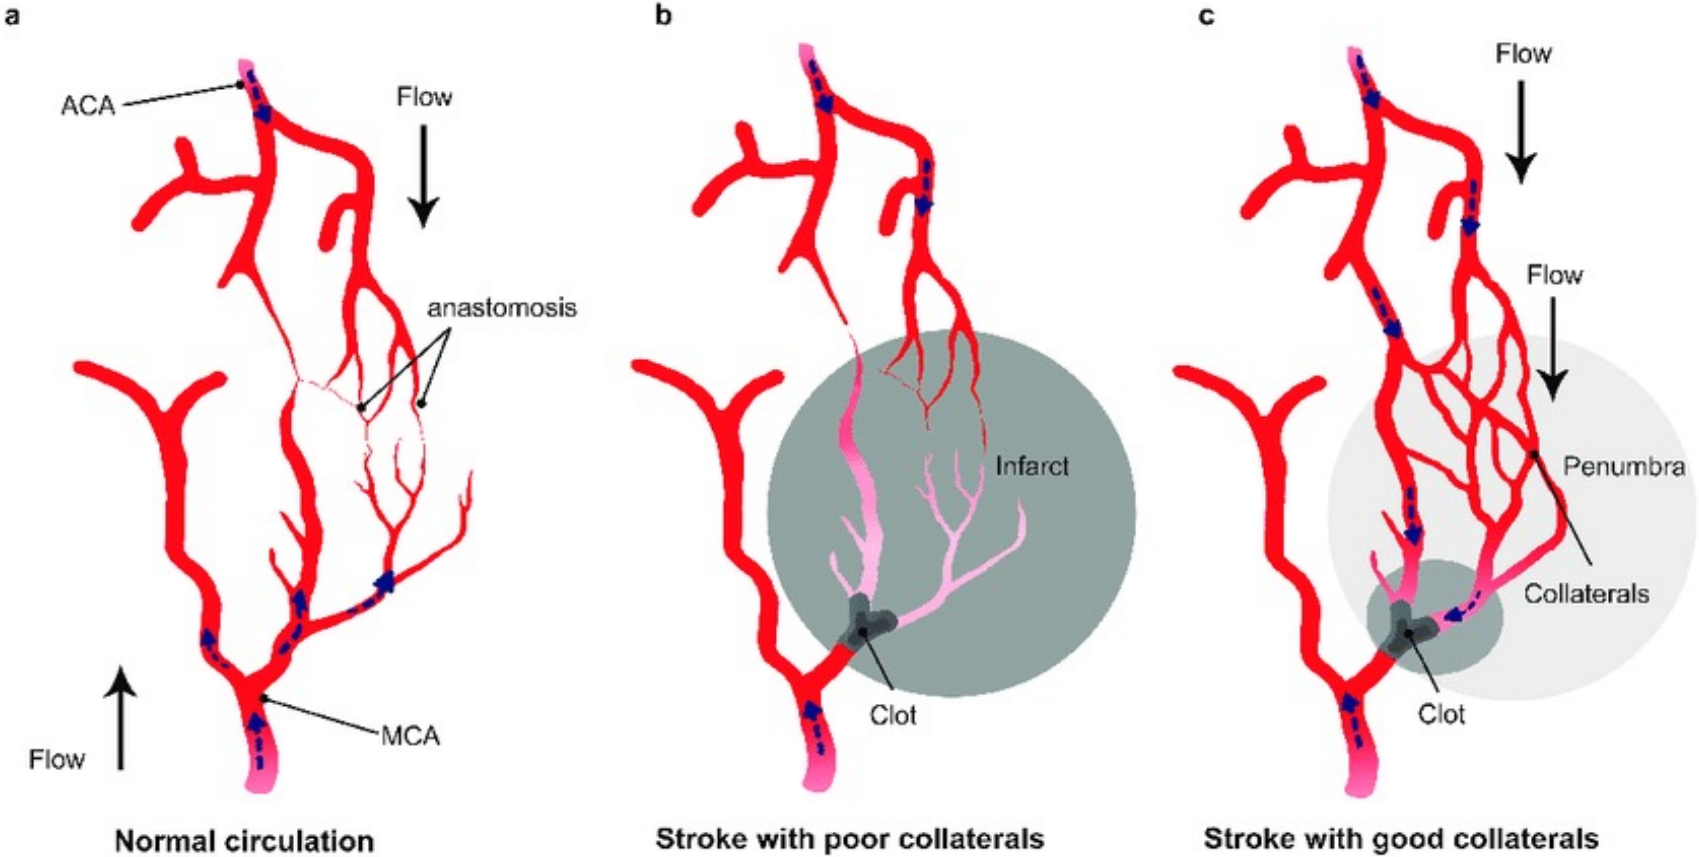 a
ACA
Flow
anastomosis
MCA
Flow
Normal circulation
b
Infarct
Clot
Stroke with poor collaterals
c
Flow
Flow
Penumbra
Collaterals
Clot
Stroke with good collaterals